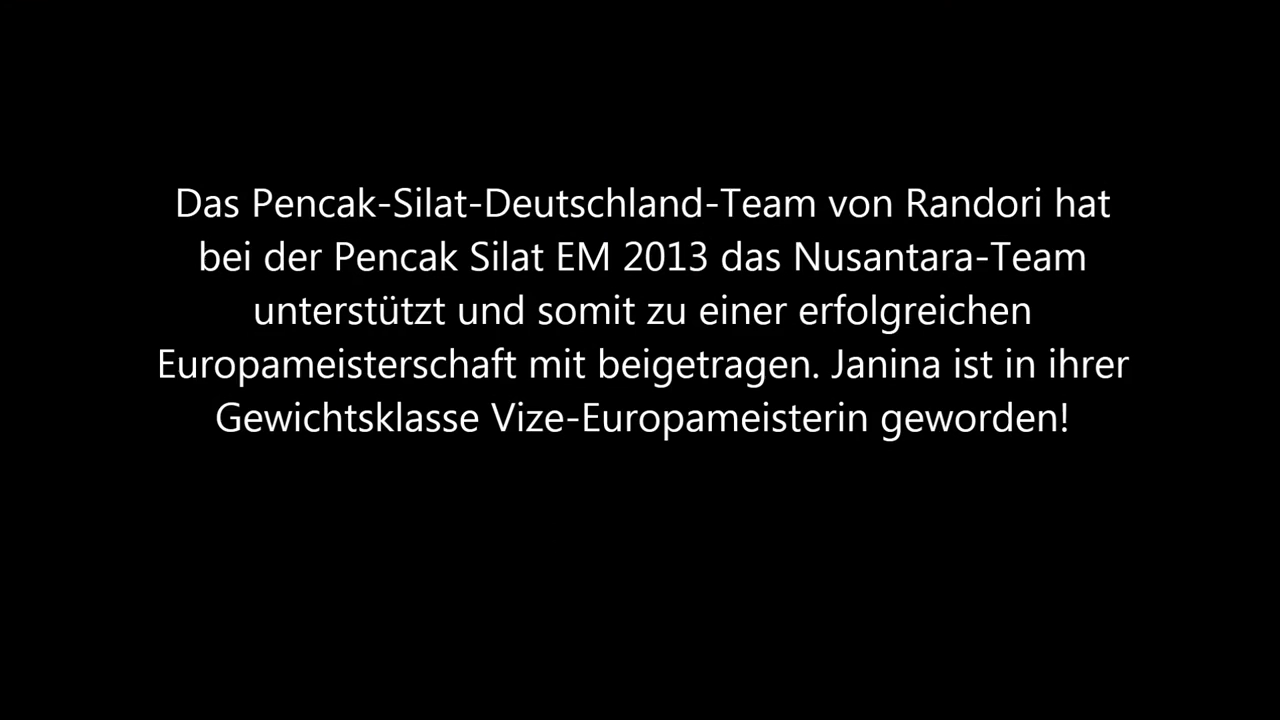 Das Pencak-Silat-Deutschland-Team von Randori hat
bei der Pencak Silat EM 2013 das Nusantara-Team
unterstützt und somit zu einer erfolgreichen
Europameisterschaft mit beigetragen. Janina ist in ihrer
Gewichtsklasse Vize-Europameisterin geworden!